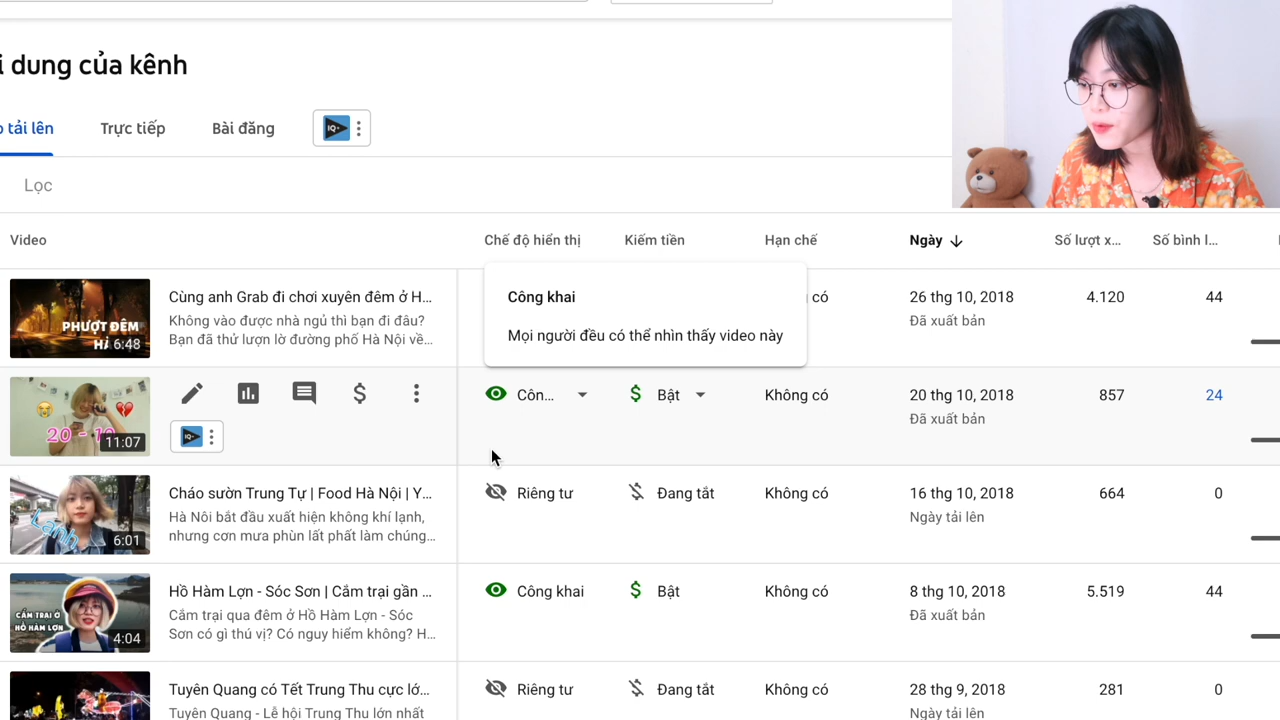 i dung của kênh
tải lên
Trực tiếp
Bài đăng
IQ+
Lọc
Video
Chế độ hiển thị
Kiếm tiền
Hạn chế
Ngày
Số lượt x...
Số bình l...
PHƯỢT ĐÊM
6:48
Cùng anh Grab đi chơi xuyên đêm ở H...
Không vào được nhà ngủ thì bạn đi đâu?
Bạn đã thử lượn lờ đường phố Hà Nội về...
Công khai
Mọi người đều có thể nhìn thấy video này
có
26 thg 10, 2018
Đã xuất bản
4.120
44
20 - 10
11:07
IQ+
Côn...
Bật
Không có
20 thg 10, 2018
Đã xuất bản
857
24
Lạnh
6:01
Cháo sườn Trung Tự | Food Hà Nội | Y...
Hà Nôi bắt đầu xuất hiện không khí lạnh,
nhưng cơn mưa phùn lất phất làm chúng...
Riêng tư
Đang tắt
Không có
16 thg 10, 2018
Ngày tải lên
664
0
CẮM TRẠI Ở
HỒ HÀM LỢN
4:04
Hồ Hàm Lợn - Sóc Sơn | Cắm trại gần ...
Cắm trại qua đêm ở Hồ Hàm Lợn - Sóc
Sơn có gì thú vị? Có nguy hiểm không? H...
Công khai
Bật
Không có
8 thg 10, 2018
Đã xuất bản
5.519
44
Tuyên Quang có Tết Trung Thu cực lớ...
Tuyên Quang - Lễ hội Trung Thu lớn nhất
Riêng tư
Đang tắt
Không có
28 thg 9, 2018
Ngày tải lên
281
0